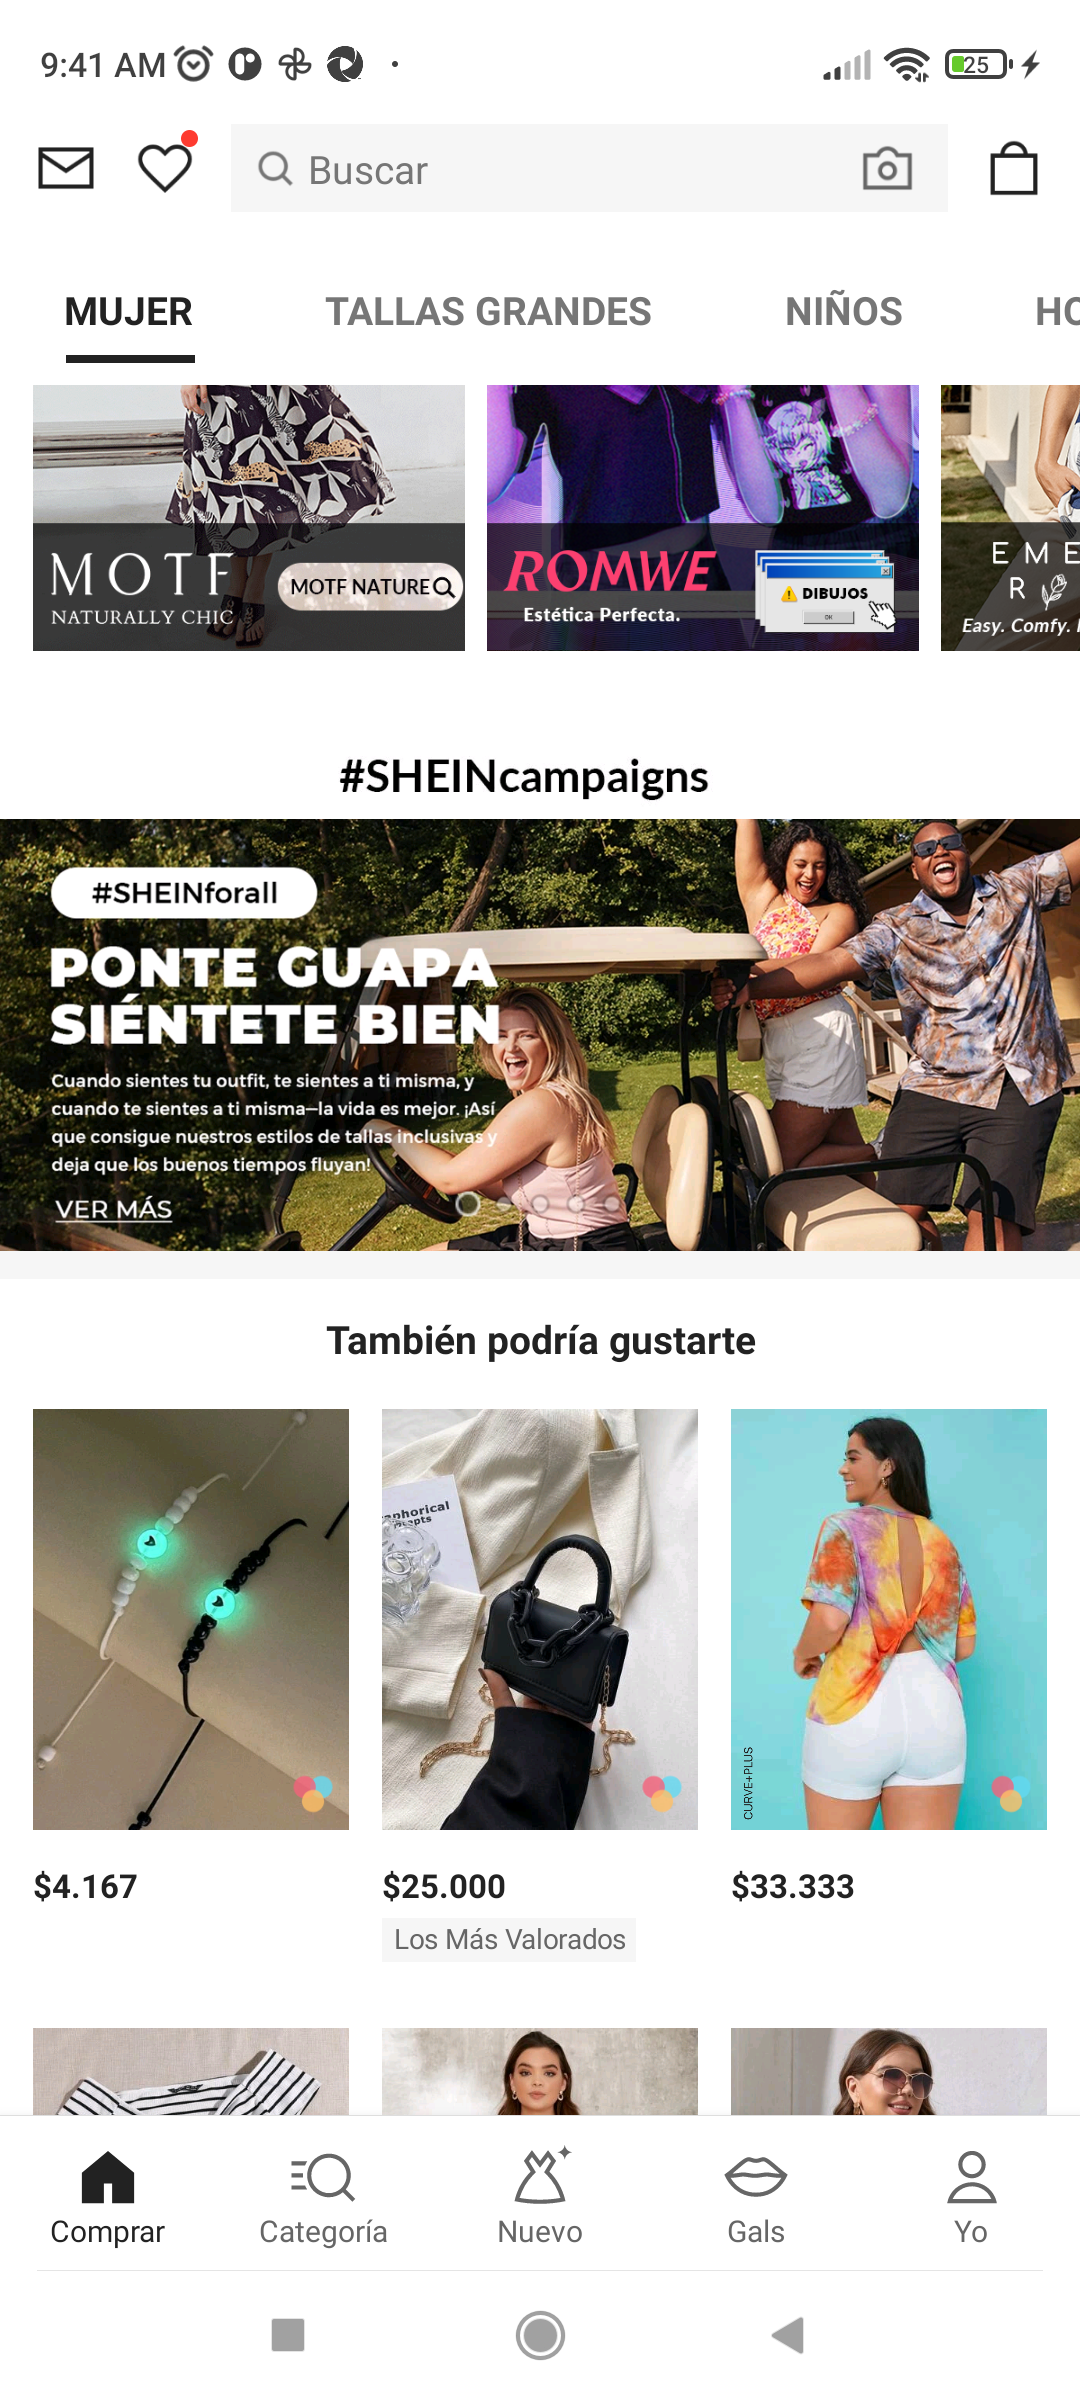 9:41 AM
25
Buscar
MUJER
TALLAS GRANDES
NIÑOS
HO
MOTF
NATURALLY CHIC
MOTF NATURE
ROMWE
Estética Perfecta.
DIBUJOS
OK
EME
R
Easy. Comfy.
#SHEINcampaigns
#SHEINforall
PONTE GUAPA
SIÉNTETE BIEN
Cuando sientes tu outfit, te sientes a ti misma, y
cuando te sientes a ti misma—la vida es mejor. ¡Así
que consigue nuestros estilos de tallas inclusivas y
deja que los buenos tiempos fluyan!
VER MÁS
También podría gustarte
CURVE+PLUS
$4.167
$25.000
$33.333
Los Más Valorados
Comprar
Categoría
Nuevo
Gals
Yo